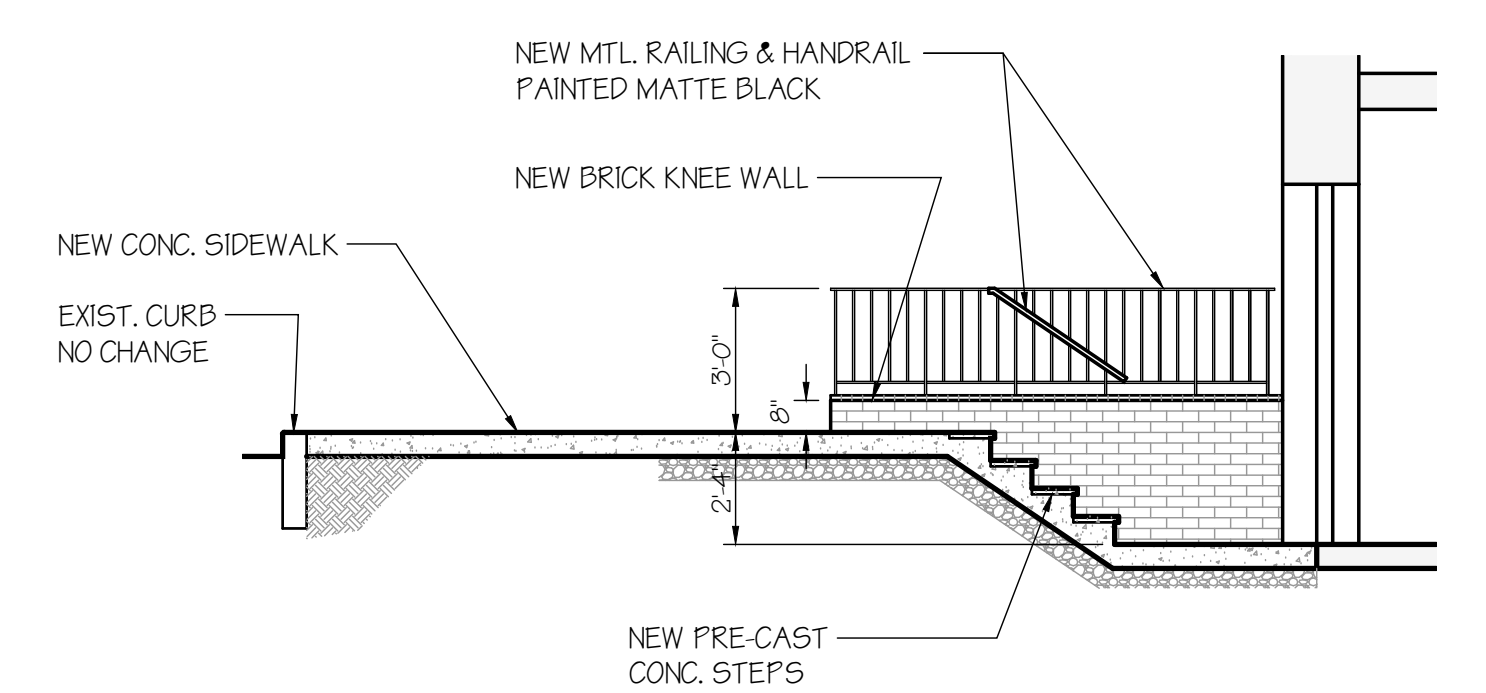 NEW MTL. RAILING & HANDRAIL
PAINTED MATTE BLACK
NEW BRICK KNEE WALL
NEW CONC. SIDEWALK
EXIST. CURB
NO CHANGE
3'-0"
8"
2'-4"
NEW PRE-CAST
CONC. STEPS